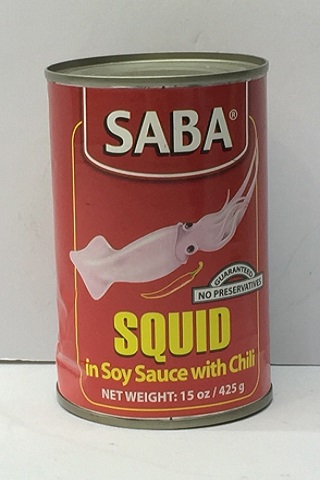 SABA®
GUARANTEED
NO PRESERVATIVES
SQUID
in Soy Sauce with Chili
NET WEIGHT: 15 oz / 425 g